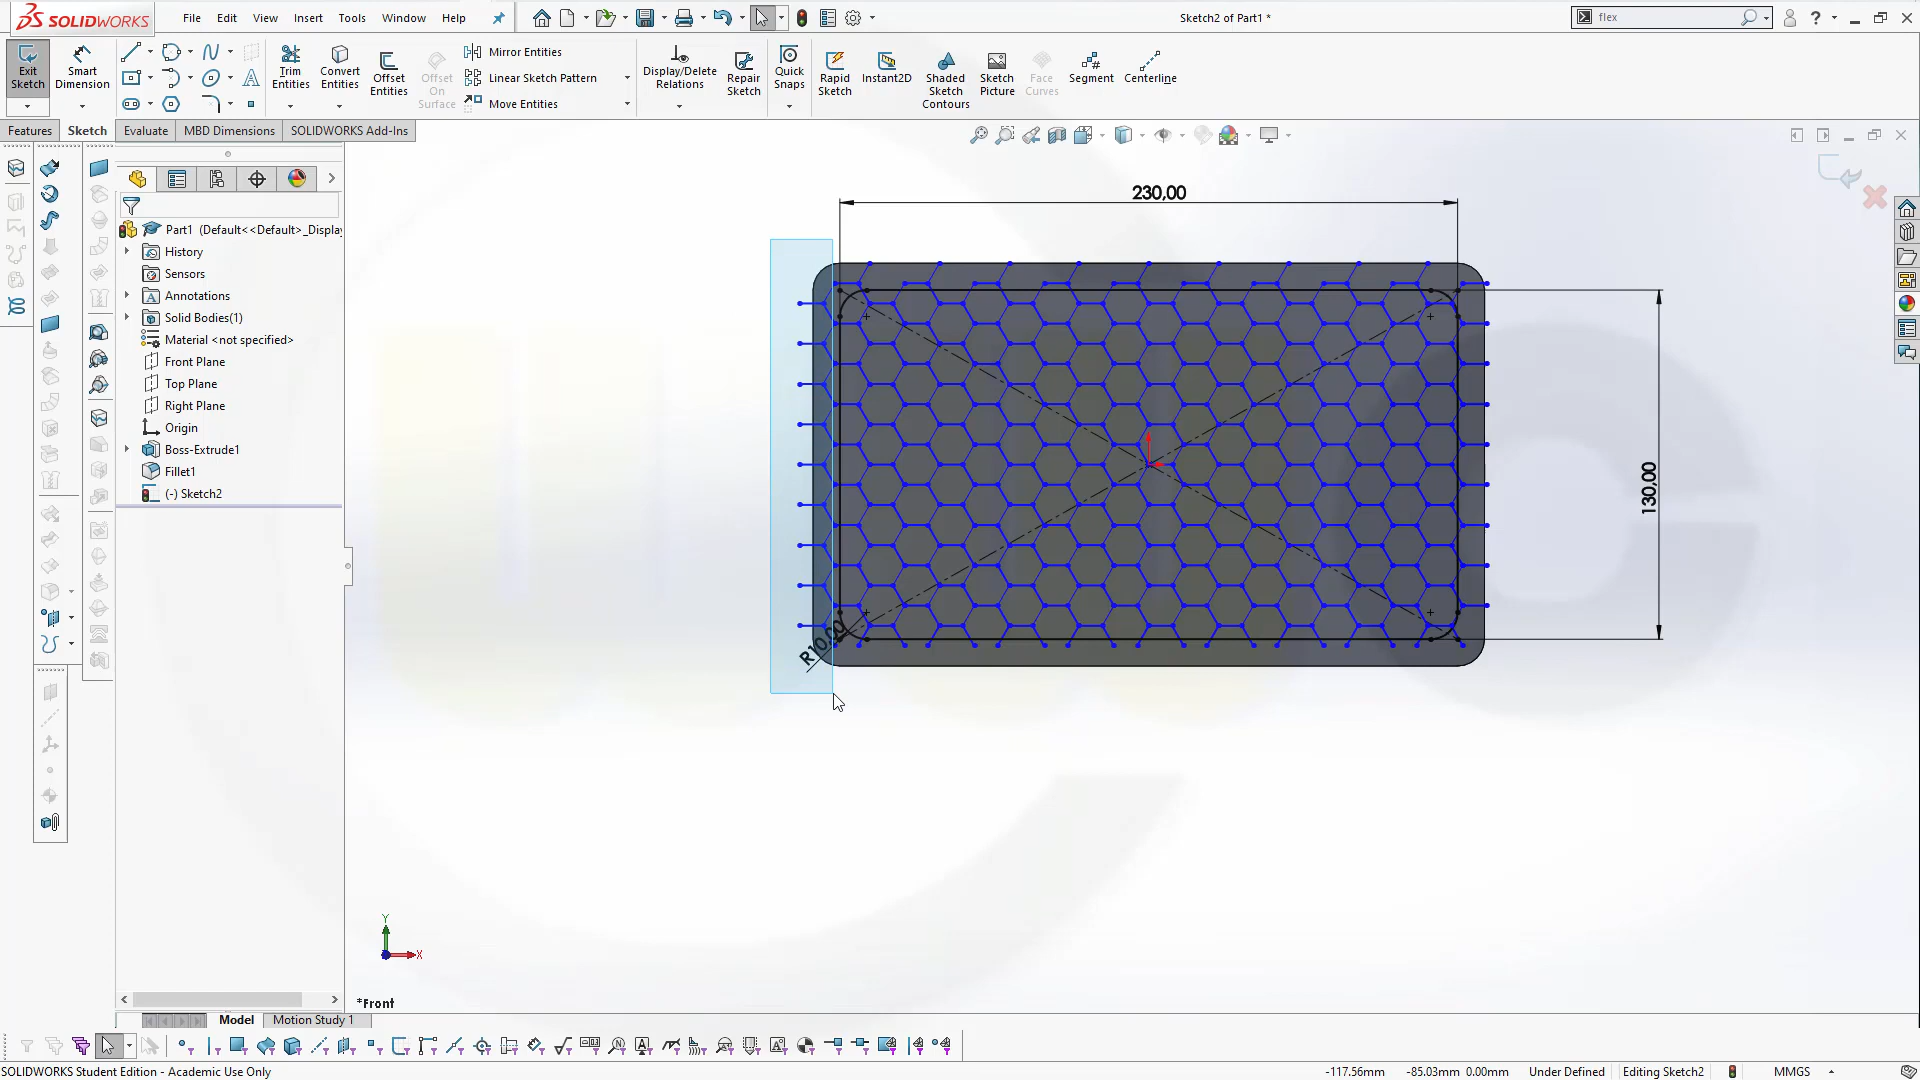 SOLIDWORKS
File Edit View Insert Tools Window Help
Sketch2 of Part1 *
flex
Exit Sketch
Smart Dimension
Trim Entities
Convert Entities
Offset Entities
Offset On Surface
Mirror Entities
Linear Sketch Pattern
Move Entities
Display/Delete Relations
Repair Sketch
Quick Snaps
Rapid Sketch
Instant2D
Shaded Sketch Contours
Sketch Picture
Face Curves
Segment
Centerline
Features Sketch Evaluate MBD Dimensions SOLIDWORKS Add-Ins
Part1 (Default<<Default>_Display
History
Sensors
Annotations
Solid Bodies(1)
Material <not specified>
Front Plane
Top Plane
Right Plane
Origin
Boss-Extrude1
Fillet1
(-) Sketch2
230,00
130,00
R10,00
Y
X
*Front
Model Motion Study 1
SOLIDWORKS Student Edition - Academic Use Only
-117.56mm -85.03mm 0.00mm Under Defined Editing Sketch2 MMGS